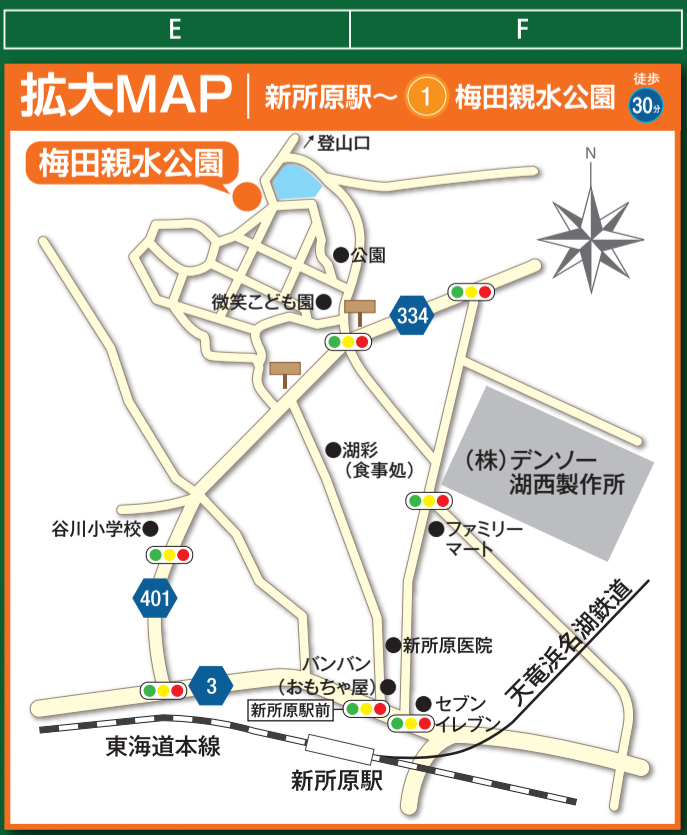 E
F
拡大MAP
新所原駅〜 1 梅田親水公園
徒歩
30分
N
↗登山口
梅田親水公園
公園
微笑こども園
334
湖彩
（食事処）
（株）デンソー
湖西製作所
谷川小学校
ファミリー
マート
401
天竜浜名湖鉄道
新所原医院
バンバン
（おもちゃ屋）
3
セブン
イレブン
新所原駅前
東海道本線
新所原駅